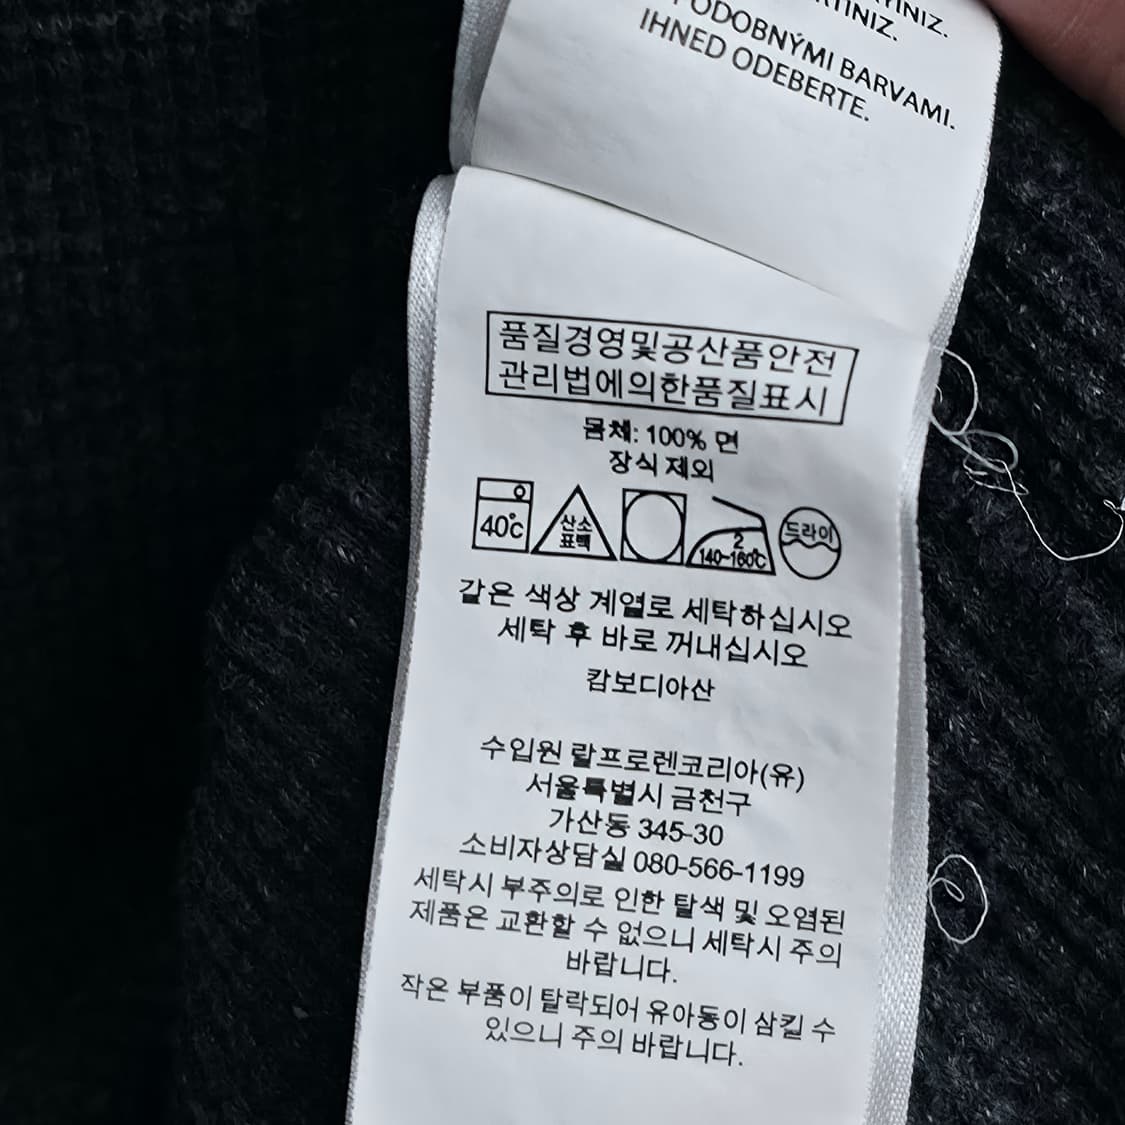 ODOBNÝMI BARVAMI.
IHNED ODEBERTE.
품질경영및공산품안전
관리법에의한품질표시
몸체: 100% 면
장식 제외
40℃
산소
표백
2
140~160℃
드라이
같은 색상 계열로 세탁하십시오
세탁 후 바로 꺼내십시오
캄보디아산
수입원 랄프로렌코리아(유)
서울특별시 금천구
가산동 345-30
소비자상담실 080-566-1199
세탁시 부주의로 인한 탈색 및 오염된
제품은 교환할 수 없으니 세탁시 주의
바랍니다.
작은 부품이 탈락되어 유아동이 삼킬 수
있으니 주의 바랍니다.